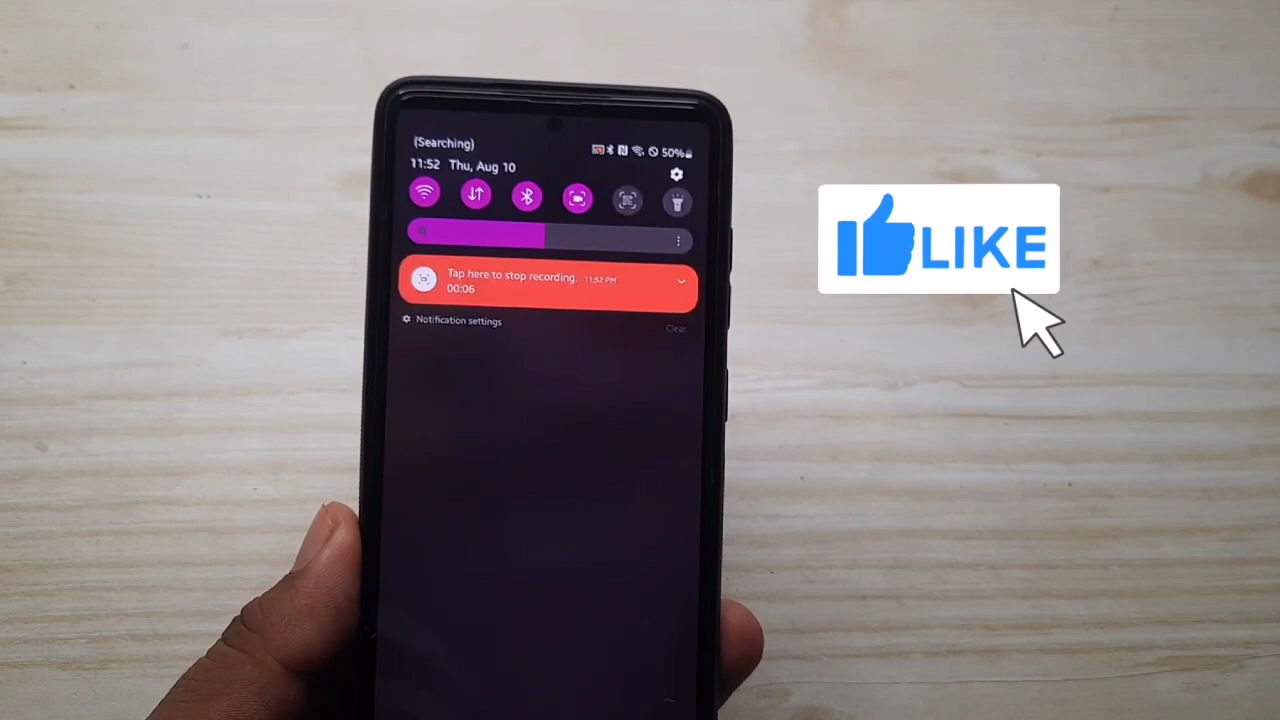 (Searching)
50%
11:52 Thu, Aug 10
Tap here to stop recording. 11:52 PM
00:06
Notification settings
Clear
LIKE